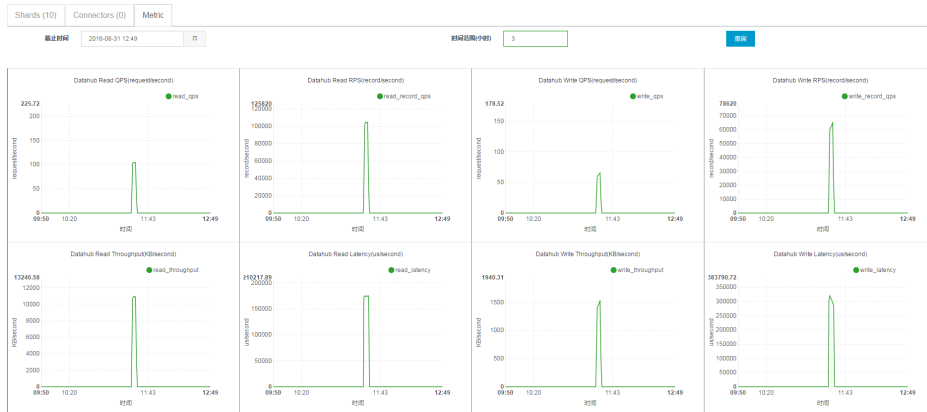 Shards (10) Connectors (0) Metric
截止时间 2016-08-31 12:49 时间范围(小时) 3 查询
Datahub Read QPS(request/second)
read_qps
225.72
200
150
100
50
0
request/second
09:50 10:20 11:43 12:49
时间
Datahub Read RPS(record/second)
read_record_qps
125820
120000
100000
80000
60000
40000
20000
0
record/second
09:50 10:20 11:43 12:49
时间
Datahub Write QPS(request/second)
write_qps
178.52
150
100
50
0
request/second
09:50 10:20 11:43 12:49
时间
Datahub Write RPS(record/second)
write_record_qps
78620
70000
60000
50000
40000
30000
20000
10000
0
record/second
09:50 10:20 11:43 12:49
时间
Datahub Read Throughput(KB/second)
read_throughput
13246.58
12000
10000
8000
6000
4000
2000
0
KB/second
09:50 10:20 11:43 12:49
时间
Datahub Read Latency(us/second)
read_latency
210217.89
200000
150000
100000
50000
0
us/second
09:50 10:20 11:43 12:49
时间
Datahub Write Throughput(KB/second)
write_throughput
1940.31
1500
1000
500
0
KB/second
09:50 10:20 11:43 12:49
时间
Datahub Write Latency(us/second)
write_latency
383790.72
350000
300000
250000
200000
150000
100000
50000
0
us/second
09:50 10:20 11:43 12:49
时间